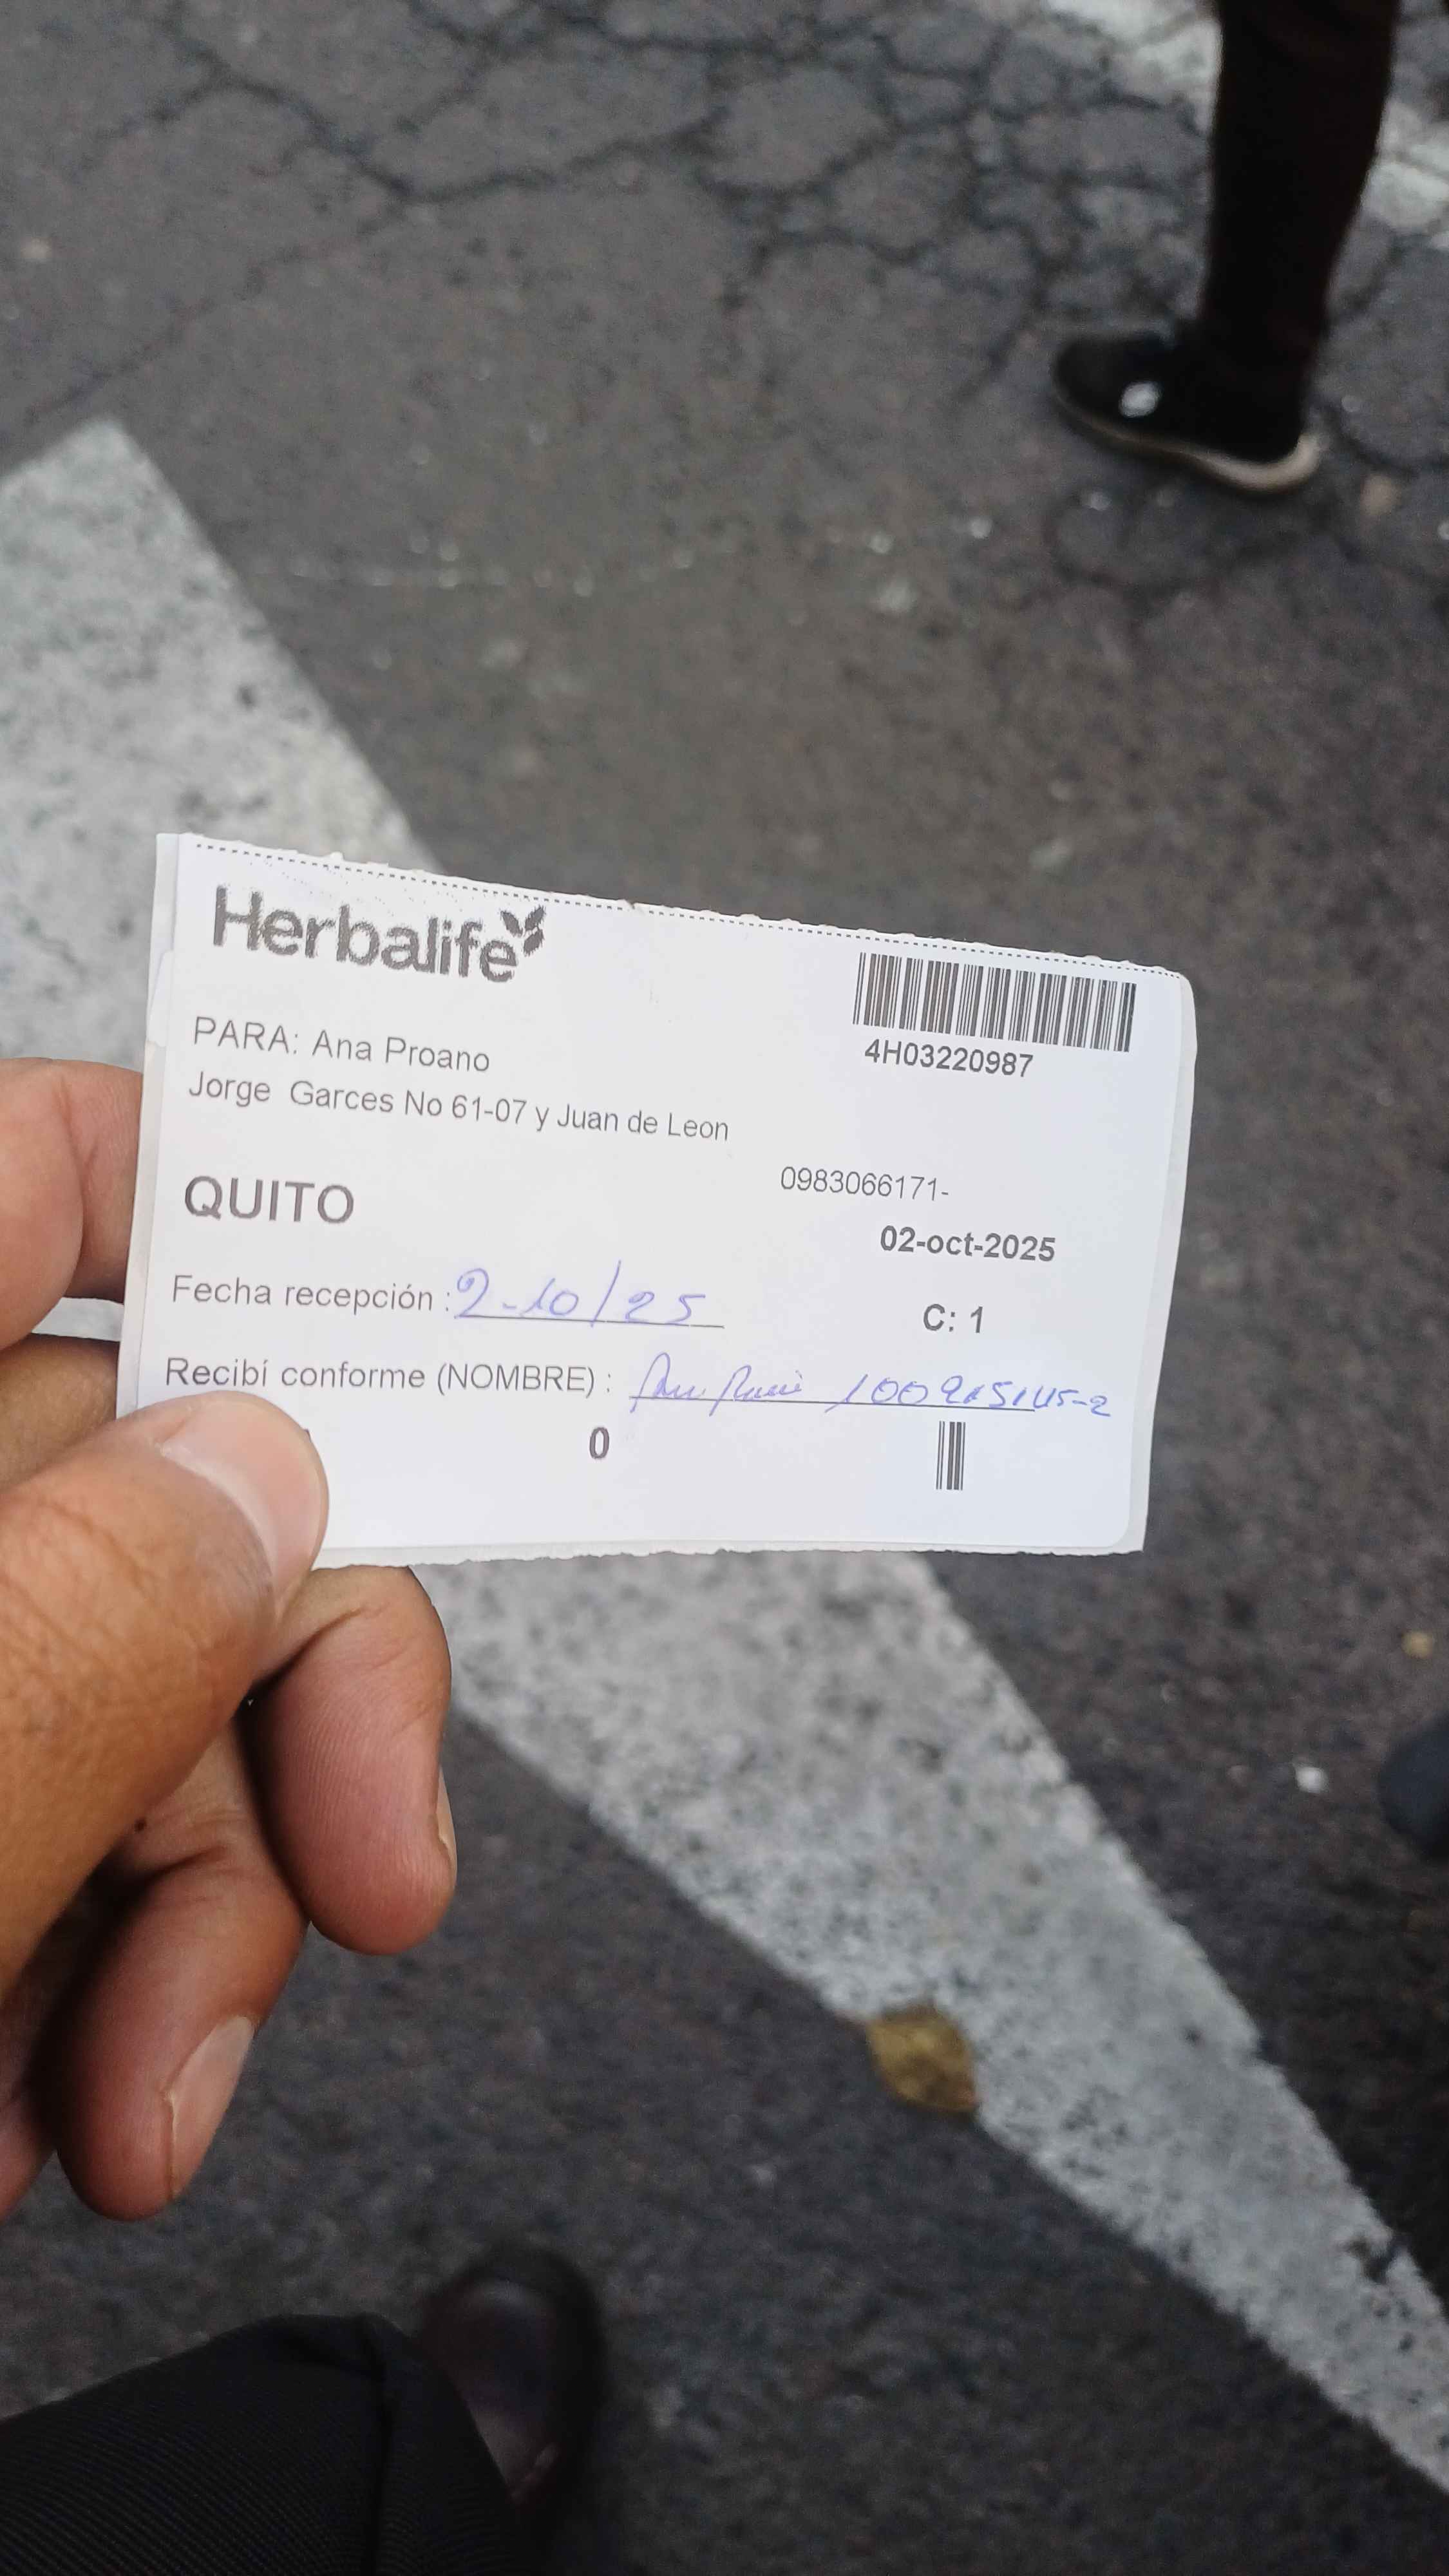 Herbalife
4H03220987
PARA: Ana Proano
Jorge Garces No 61-07 y Juan de Leon
0983066171-
QUITO
02-oct-2025
Fecha recepción : 2-10/25
C: 1
Recibí conforme (NOMBRE) :
0